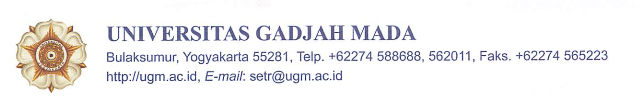 UNIVERSITAS GADJAH MADA
Bulaksumur, Yogyakarta 55281, Telp. +62274 588688, 562011, Faks. +62274 565223
http://ugm.ac.id, E-mail: setr@ugm.ac.id